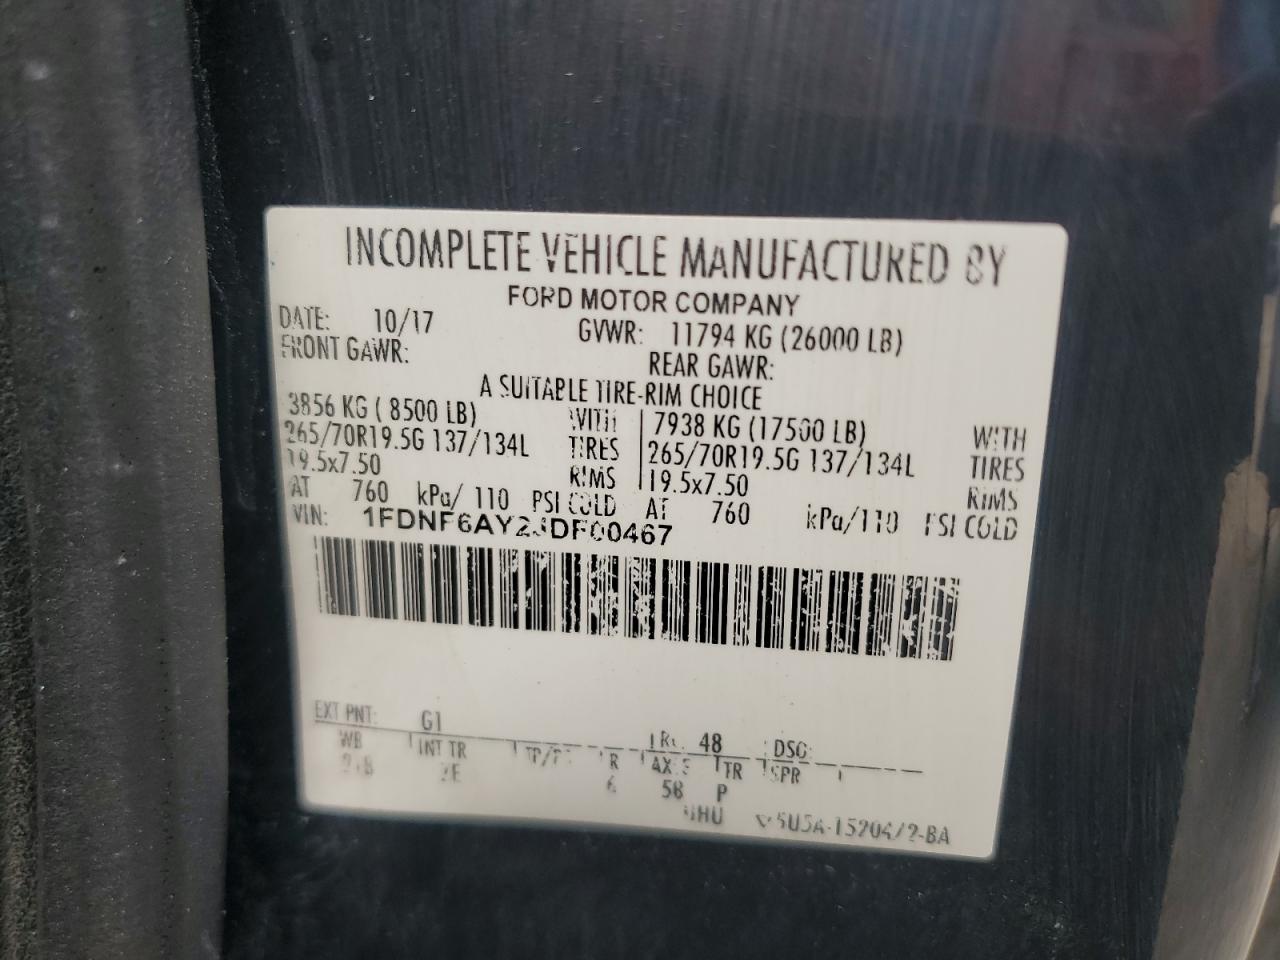 INCOMPLETE VEHICLE MANUFACTURED BY
FORD MOTOR COMPANY
DATE: 10/17 GVWR: 11794 KG (26000 LB)
FRONT GAWR: REAR GAWR:
A SUITABLE TIRE-RIM CHOICE
3856 KG ( 8500 LB) WITH 7938 KG (17500 LB) WITH
265/70R19.5G 137/134L TIRES 265/70R19.5G 137/134L TIRES
19.5x7.50 RIMS 19.5x7.50 RIMS
AT 760 kPa/ 110 PSI COLD AT 760 kPa/110 PSI COLD
VIN: 1FDNF6AY2JDF00467
EXT PNT: G1 48 DSO:
WB INT TR R TR SPR
58 P